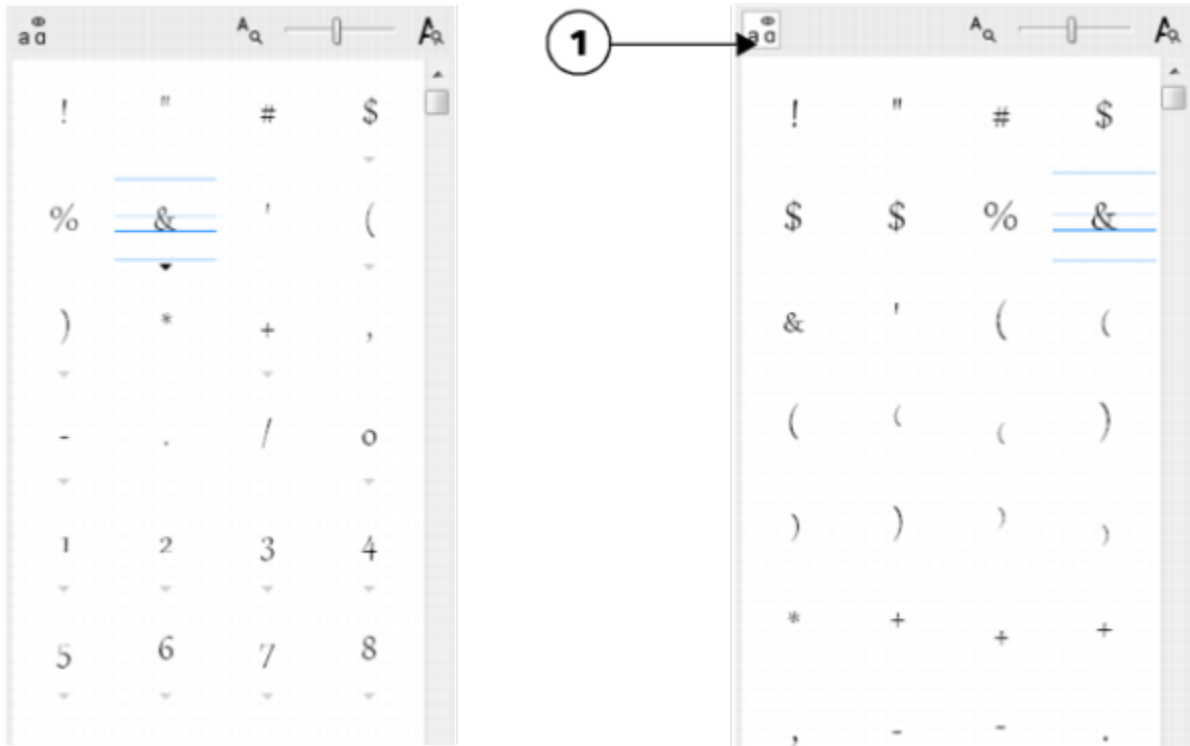 a ɑ A A
! " # $
% & ' (
) * + ,
- . / o
1 2 3 4
5 6 7 8
1
a ɑ A A
! " # $
$ $ % &
& ' ( (
( ( ( )
) ) ) )
* + + +
, - - .